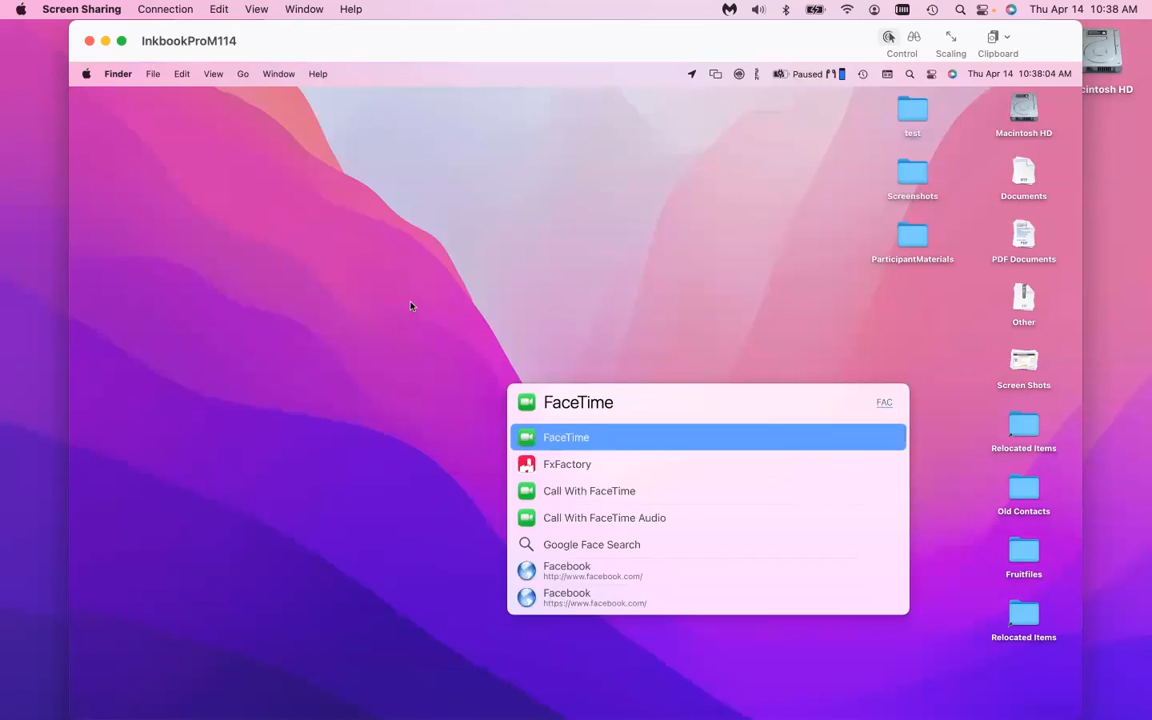 Screen Sharing Connection Edit View Window Help Thu Apr 14 10:38 AM
InkbookProM114
Control Scaling Clipboard
Finder File Edit View Go Window Help Paused Thu Apr 14 10:38:04 AM
cintosh HD
test Macintosh HD
Screenshots Documents
ParticipantMaterials PDF Documents
Other
Screen Shots
Relocated Items
Old Contacts
Fruitfiles
Relocated Items
FaceTime FAC
FaceTime
FxFactory
Call With FaceTime
Call With FaceTime Audio
Google Face Search
Facebook
http://www.facebook.com/
Facebook
https://www.facebook.com/